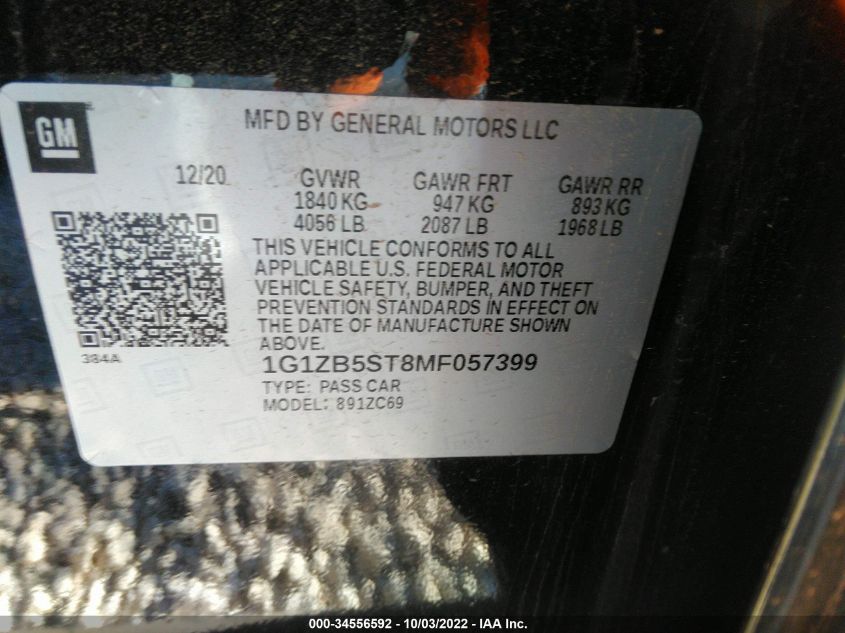 GM
MFD BY GENERAL MOTORS LLC
12/20 GVWR GAWR FRT GAWR RR
1840 KG 947 KG 893 KG
4056 LB 2087 LB 1968 LB
THIS VEHICLE CONFORMS TO ALL
APPLICABLE U.S. FEDERAL MOTOR
VEHICLE SAFETY, BUMPER, AND THEFT
PREVENTION STANDARDS IN EFFECT ON
THE DATE OF MANUFACTURE SHOWN
ABOVE.
384A
1G1ZB5ST8MF057399
TYPE: PASS CAR
MODEL: 891ZC69
000-34556592 - 10/03/2022 - IAA Inc.